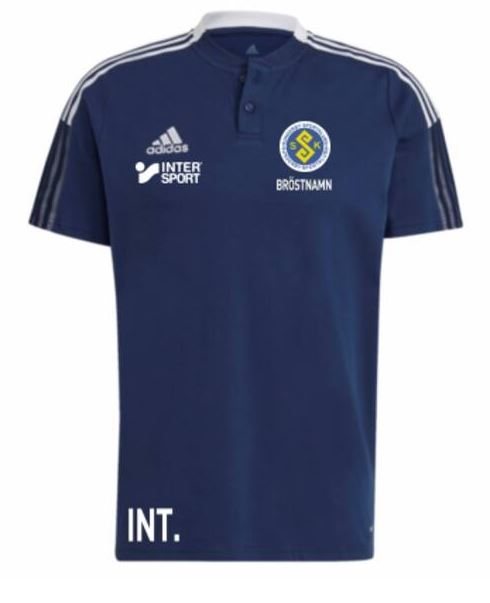 adidas
INTER
SPORT
S S K
BRÖSTNAMN
INT.